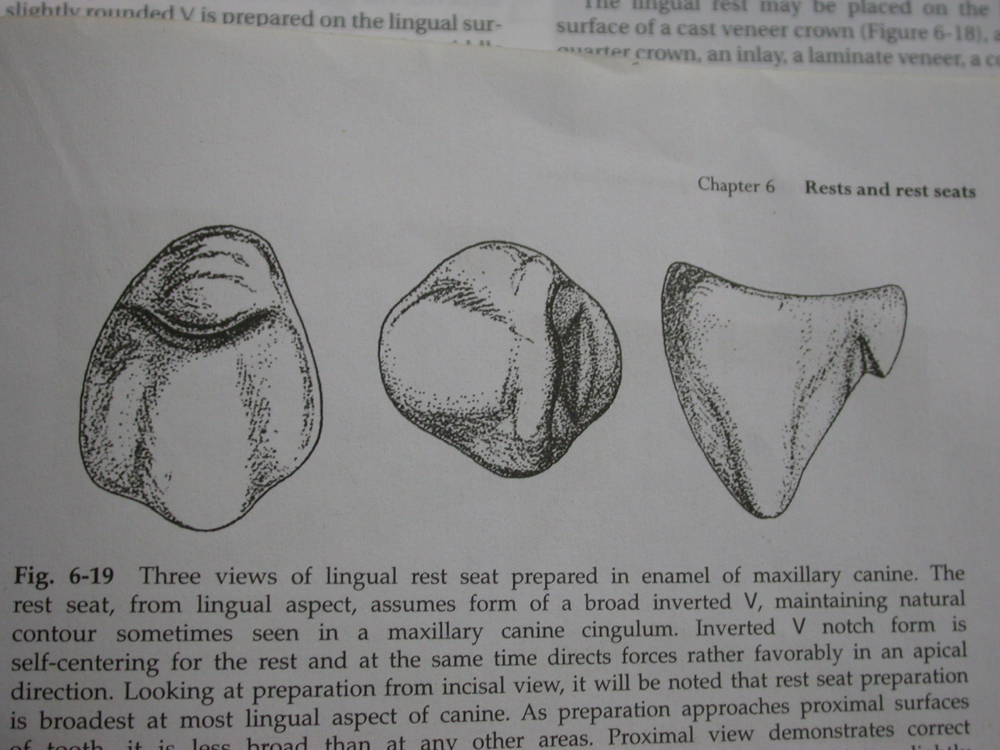 slightly rounded V is prepared on the lingual sur-
The lingual rest may be placed on the
surface of a cast veneer crown (Figure 6-18),
quarter crown, an inlay, a laminate veneer, a
Chapter 6 Rests and rest seats
Fig. 6-19 Three views of lingual rest seat prepared in enamel of maxillary canine. The
rest seat, from lingual aspect, assumes form of a broad inverted V, maintaining natural
contour sometimes seen in a maxillary canine cingulum. Inverted V notch form is
self-centering for the rest and at the same time directs forces rather favorably in an apical
direction. Looking at preparation from incisal view, it will be noted that rest seat preparation
is broadest at most lingual aspect of canine. As preparation approaches proximal surfaces
of tooth, it is less broad than at any other areas. Proximal view demonstrates correct